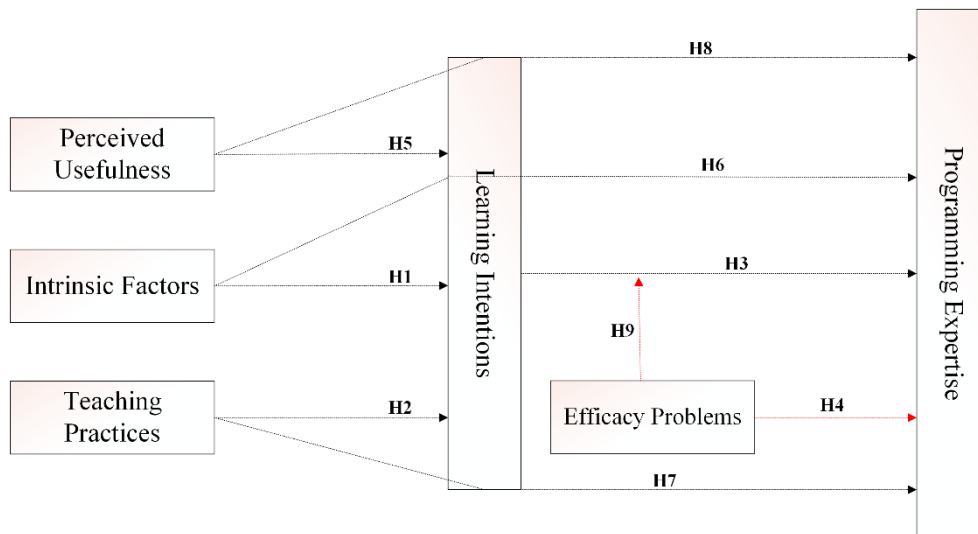 H8
Perceived
Usefulness
H5
H6
Intrinsic Factors
H1
Learning Intentions
H3
Programming Expertise
H9
Teaching
Practices
H2
Efficacy Problems
H4
H7